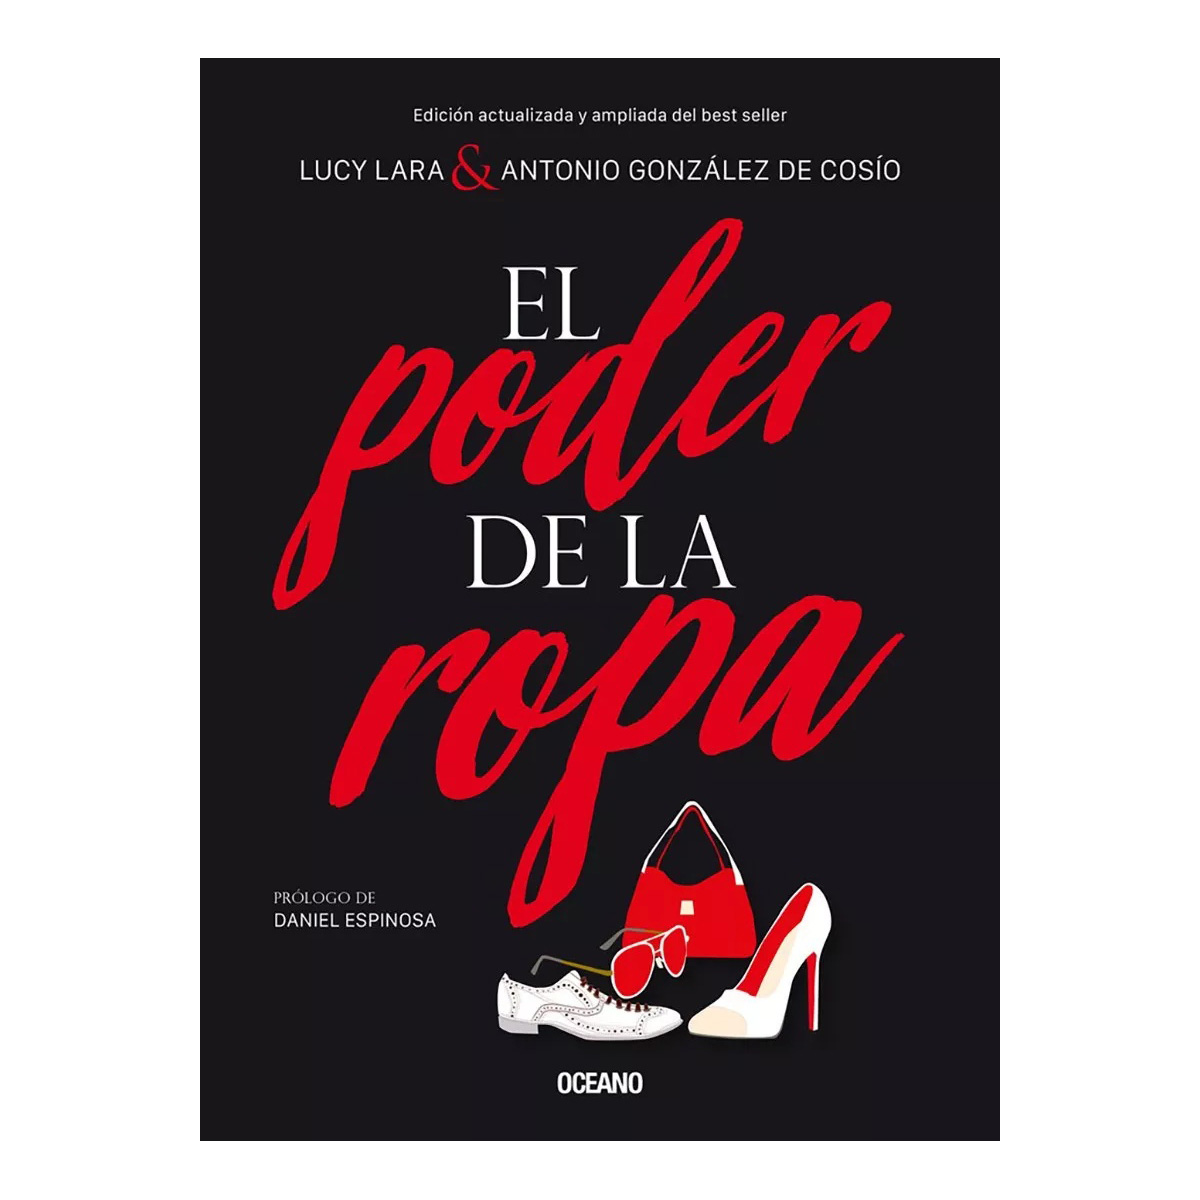 Edición actualizada y ampliada del best seller
LUCY LARA & ANTONIO GONZÁLEZ DE COSÍO
EL
poder
DE LA
ropa
PRÓLOGO DE
DANIEL ESPINOSA
OCEANO